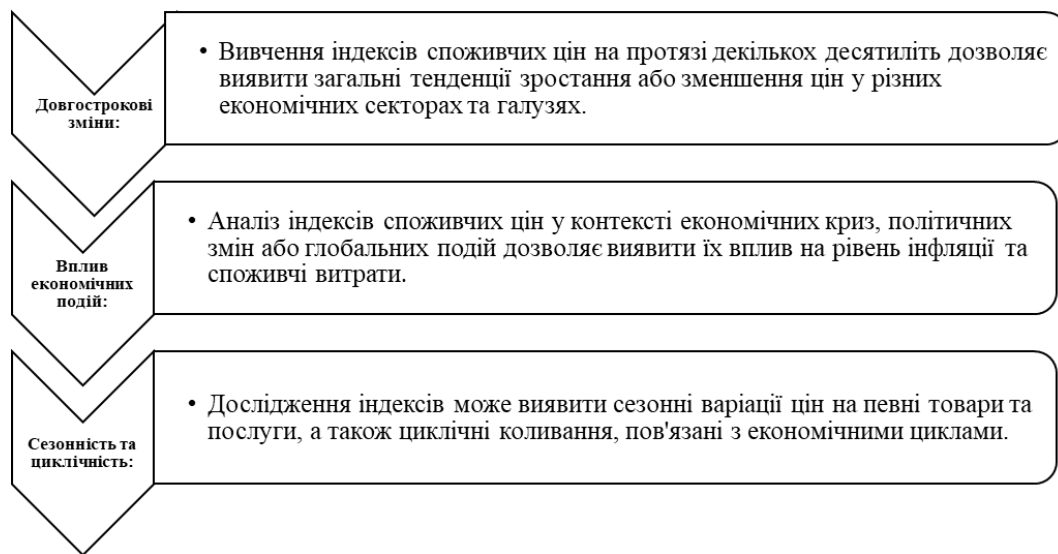 Довгострокові
зміни:
• Вивчення індексів споживчих цін на протязі декількох десятиліть дозволяє
виявити загальні тенденції зростання або зменшення цін у різних
економічних секторах та галузях.
Вплив
економічних
подій:
• Аналіз індексів споживчих цін у контексті економічних криз, політичних
змін або глобальних подій дозволяє виявити їх вплив на рівень інфляції та
споживчі витрати.
Сезонність та
циклічність:
• Дослідження індексів може виявити сезонні варіації цін на певні товари та
послуги, а також циклічні коливання, пов'язані з економічними циклами.